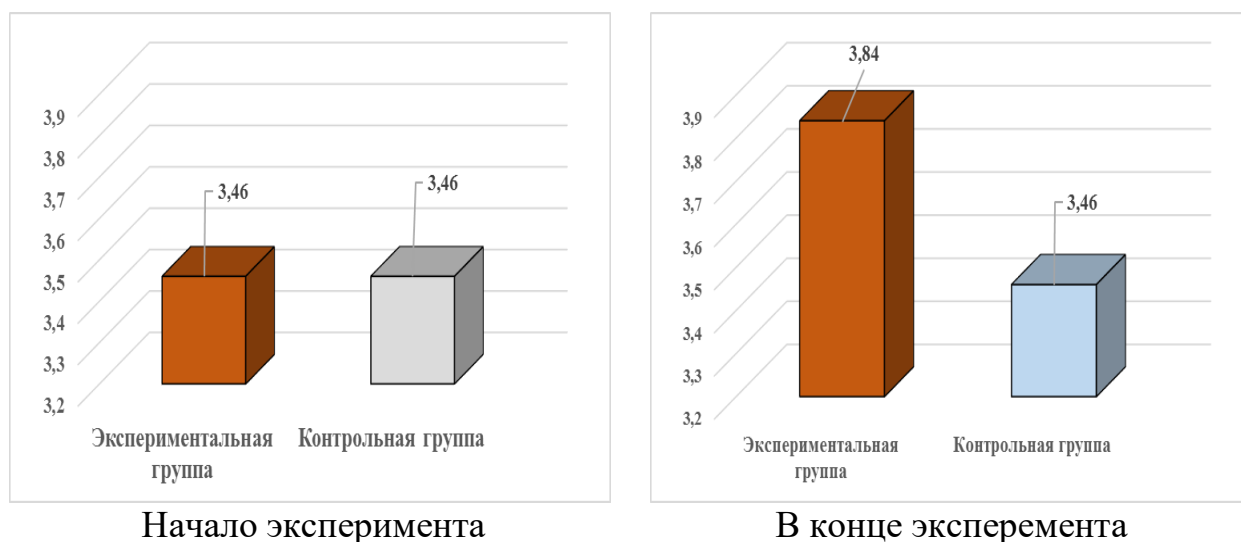 3,9
3,8
3,7
3,6
3,5
3,4
3,3
3,2
3,46
3,46
Экспериментальная
группа
Контрольная группа
Начало эксперимента
3,9
3,8
3,7
3,6
3,5
3,4
3,3
3,2
3,84
3,46
Экспериментальная
группа
Контрольная группа
В конце эксперемента